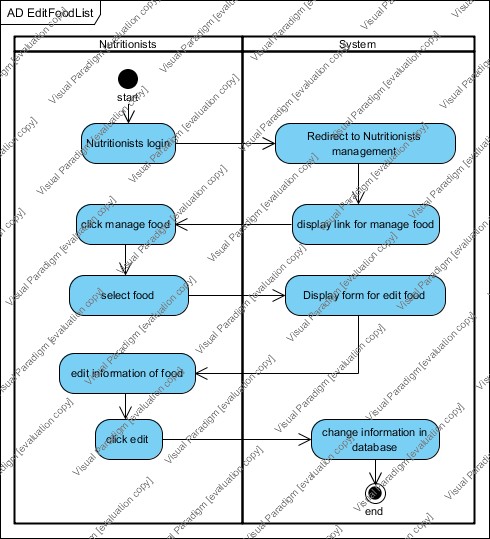 AD EditFoodList
Nutritionists
System
start
Nutritionists login
Redirect to Nutritionists
management
click manage food
display link for manage food
select food
Display form for edit food
edit information of food
click edit
change information in
database
end
Visual Paradigm [evaluation copy]